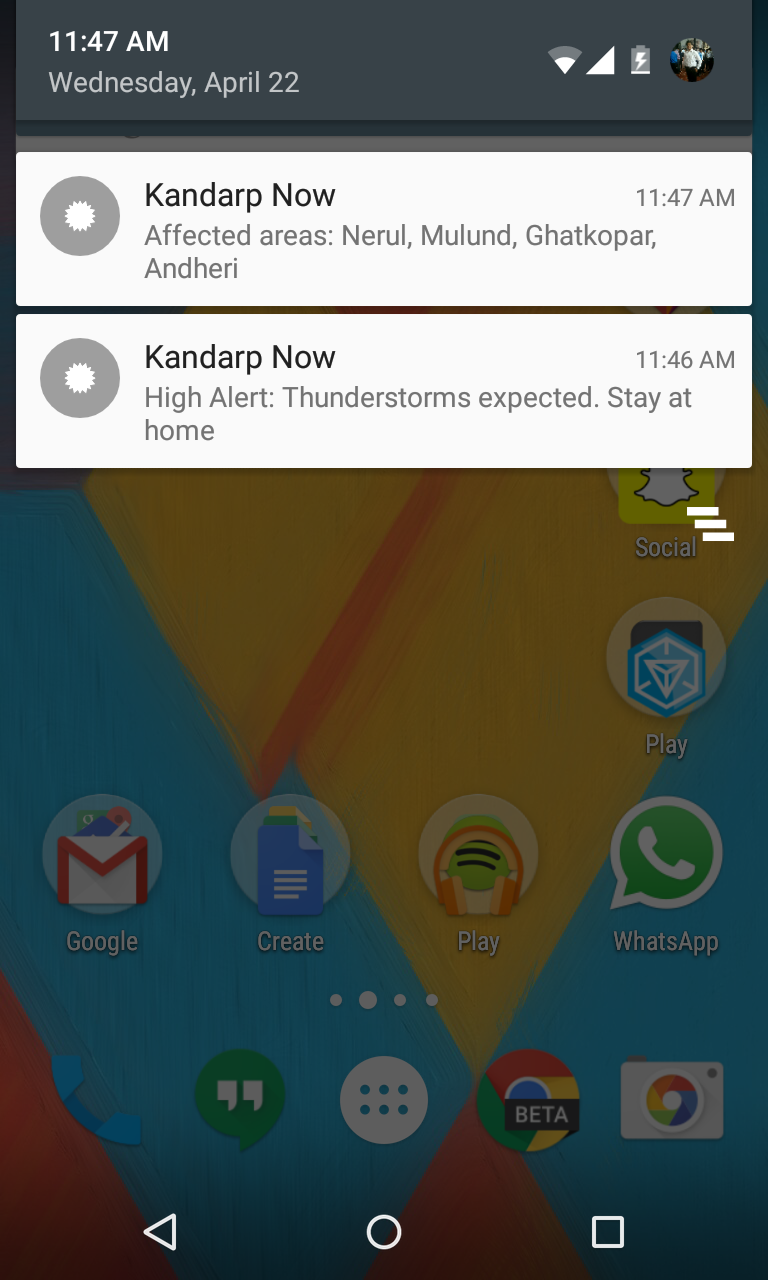 11:47 AM
Wednesday, April 22
Kandarp Now
11:47 AM
Affected areas: Nerul, Mulund, Ghatkopar,
Andheri
Kandarp Now
11:46 AM
High Alert: Thunderstorms expected. Stay at
home
Social
Play
Google
Create
Play
WhatsApp
BETA